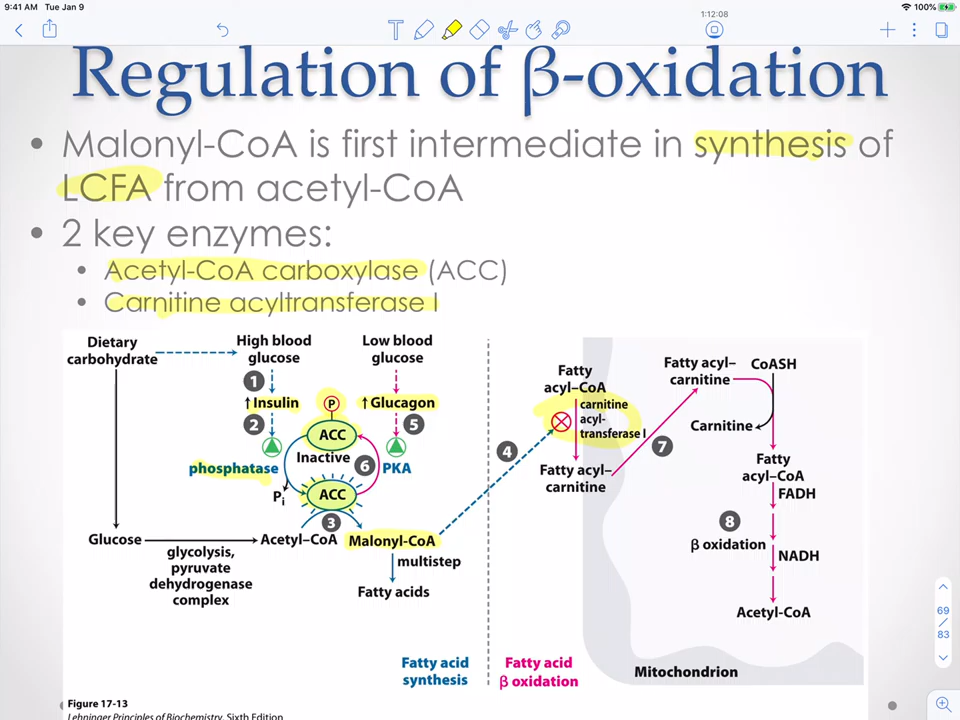 9:41 AM Tue Jan 9
100%
1:12:08
T
Regulation of β-oxidation
• Malonyl-CoA is first intermediate in synthesis of
LCFA from acetyl-CoA
• 2 key enzymes:
• Acetyl-CoA carboxylase (ACC)
• Carnitine acyltransferase I
Dietary
carbohydrate
High blood
glucose
Low blood
glucose
1
↑ Insulin
P
↑ Glucagon
2
ACC
5
Inactive
phosphatase
6
PKA
Pi
ACC
3
Glucose
Acetyl–CoA
Malonyl-CoA
glycolysis,
pyruvate
dehydrogenase
complex
multistep
Fatty acids
4
Fatty
acyl–CoA
carnitine
acyl-
transferase I
Fatty acyl–
carnitine
7
Fatty acyl–
carnitine
CoASH
Carnitine
Fatty
acyl–CoA
FADH
8
β oxidation
NADH
Acetyl-CoA
Fatty acid
synthesis
Fatty acid
β oxidation
Mitochondrion
69
/
83
Figure 17-13
Lehninger Principles of Biochemistry, Sixth Edition